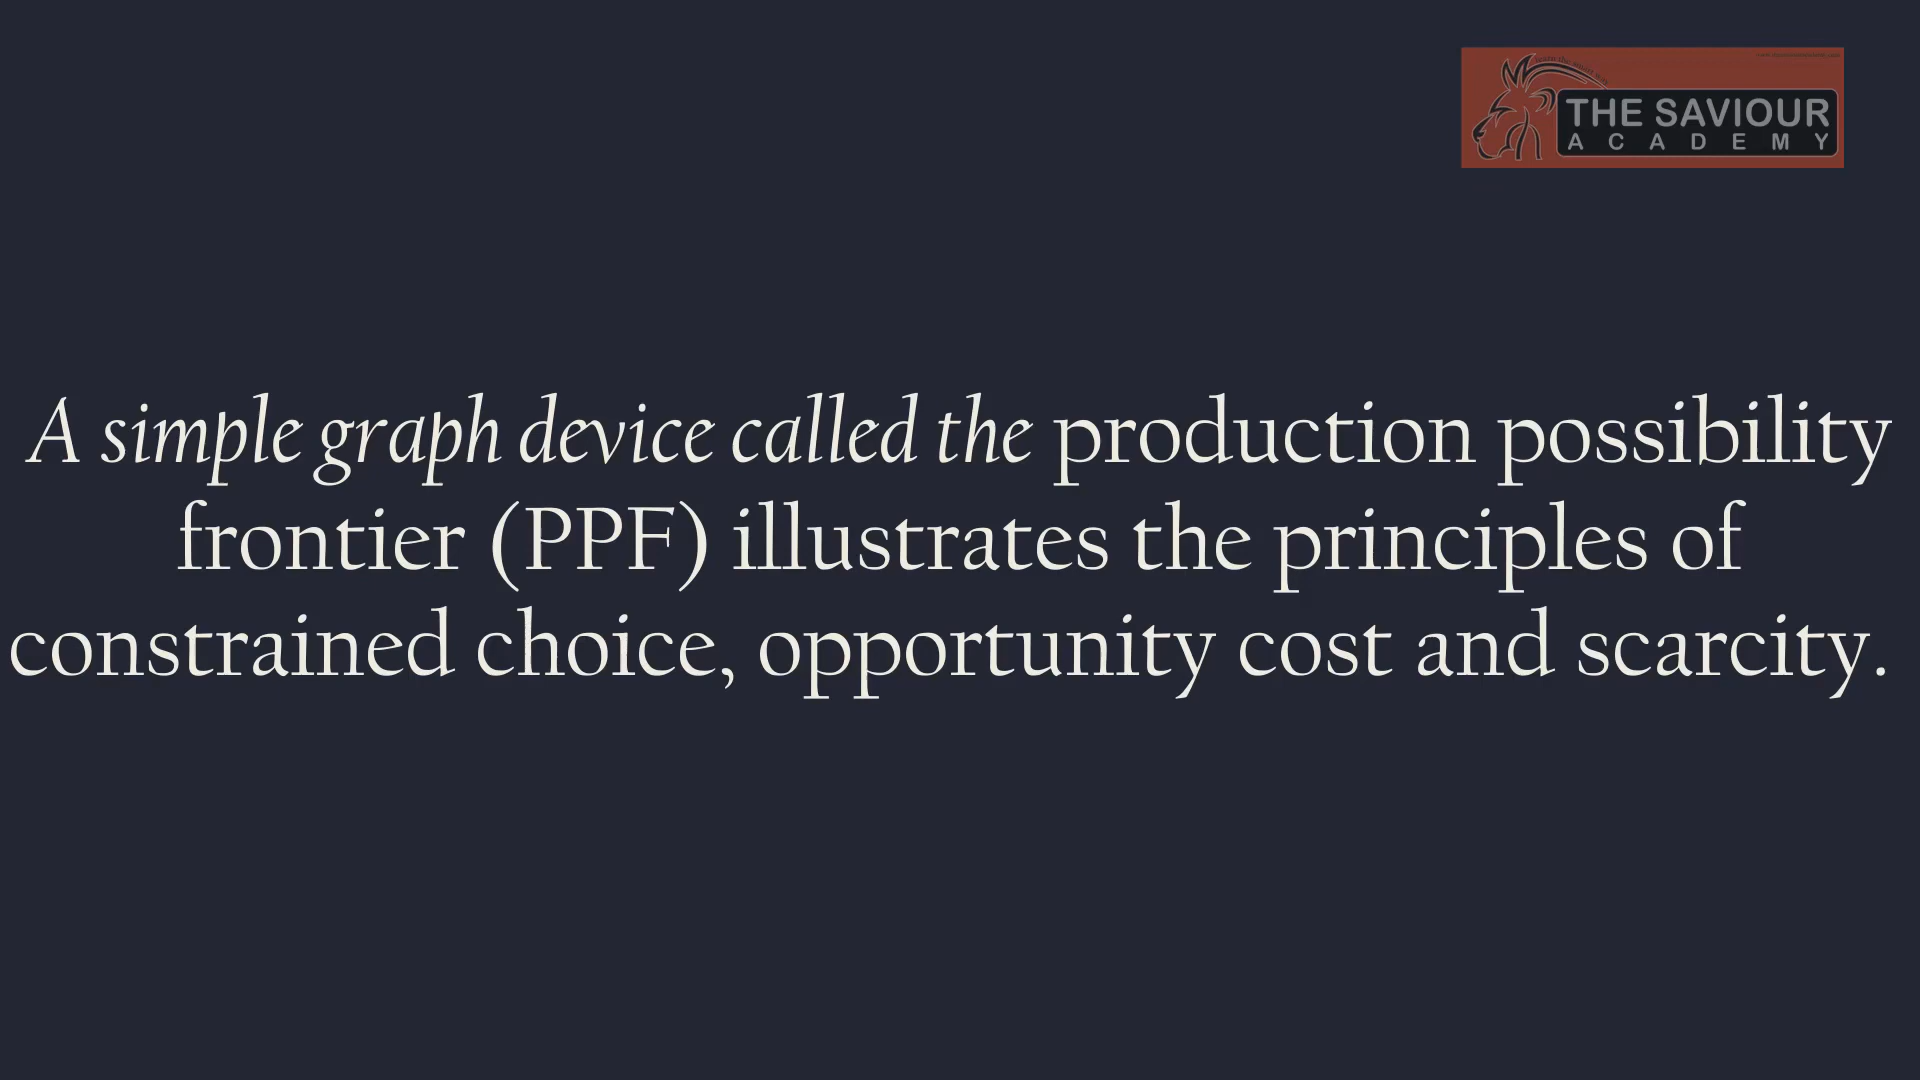 THE SAVIOUR
ACADEMY
A simple graph device called the production possibility
frontier (PPF) illustrates the principles of
constrained choice, opportunity cost and scarcity.